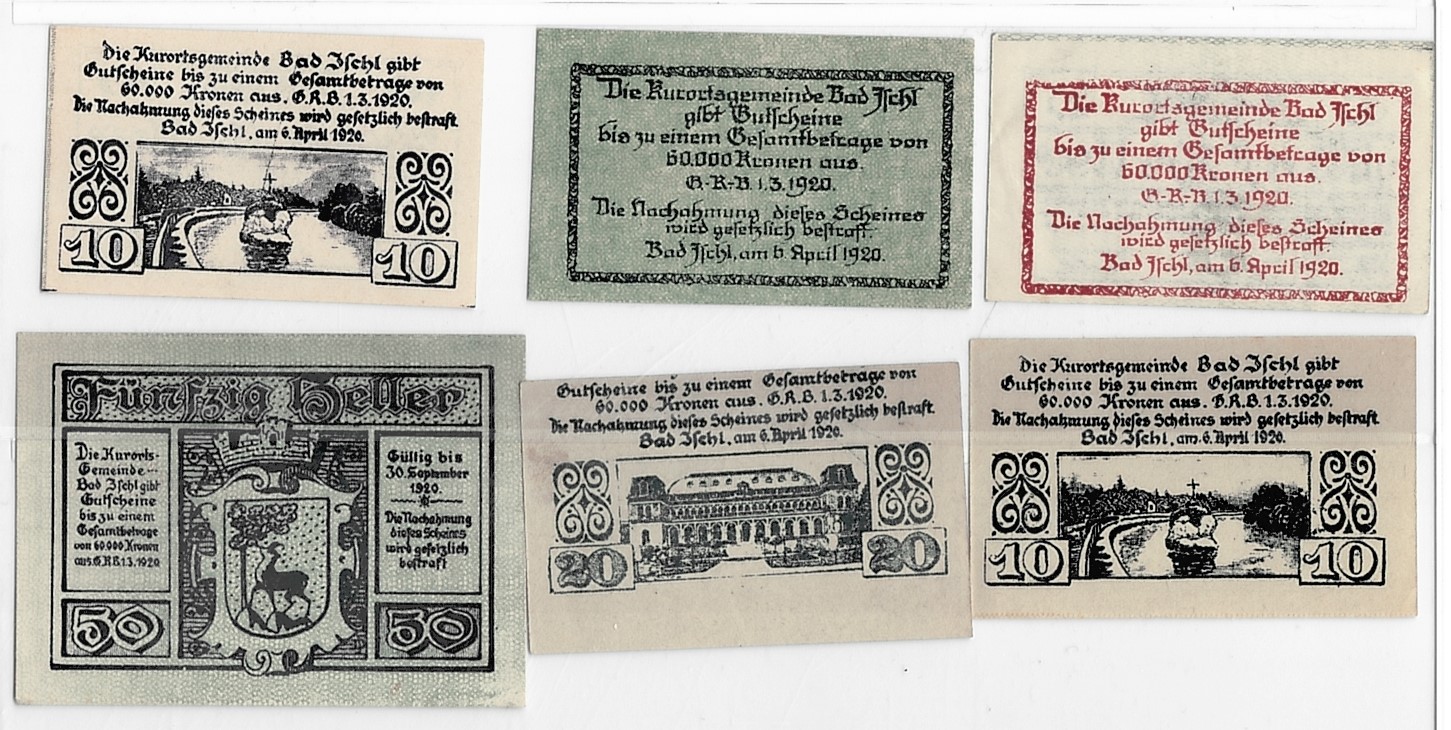 Die Kurortsgemeinde Bad Ischl gibt
Gutscheine bis zu einem Gesamtbetrage von
60.000 Kronen aus. G.R.B. 1.3.1920.
Die Nachahmung dieses Scheines wird gesetzlich bestraft.
Bad Ischl, am 6. April 1920.
10 10
Die Kurortsgemeinde Bad Ischl
gibt Gutscheine
bis zu einem Gesamtbetrage von
60.000 Kronen aus.
G.-R.-B. 1.3.1920.
Die Nachahmung dieses Scheines
wird gesetzlich bestraft.
Bad Ischl, am 6. April 1920.
Die Kurortsgemeinde Bad Ischl
gibt Gutscheine
bis zu einem Gesamtbetrage von
60.000 Kronen aus.
G.-R.-B. 1.3.1920.
Die Nachahmung dieses Scheines
wird gesetzlich bestraft.
Bad Ischl, am 6. April 1920.
Fünfzig Heller
Die Kurorts-
Gemeinde
Bad Ischl gibt
Gutscheine
bis zu einem
Gesamtbetrage
von 60.000 Kronen
aus. G.R.B. 1.3.1920
Gültig bis
30. September
1920.
Die Nachahmung
dieses Scheines
wird gesetzlich
bestraft
50 50
Gutscheine bis zu einem Gesamtbetrage von
60.000 Kronen aus. G.R.B. 1.3.1920.
Die Nachahmung dieses Scheines wird gesetzlich bestraft.
Bad Ischl, am 6. April 1920.
20 20
Die Kurortsgemeinde Bad Ischl gibt
Gutscheine bis zu einem Gesamtbetrage von
60.000 Kronen aus. G.R.B. 1.3.1920.
Die Nachahmung dieses Scheines wird gesetzlich bestraft.
Bad Ischl, am 6. April 1920.
10 10